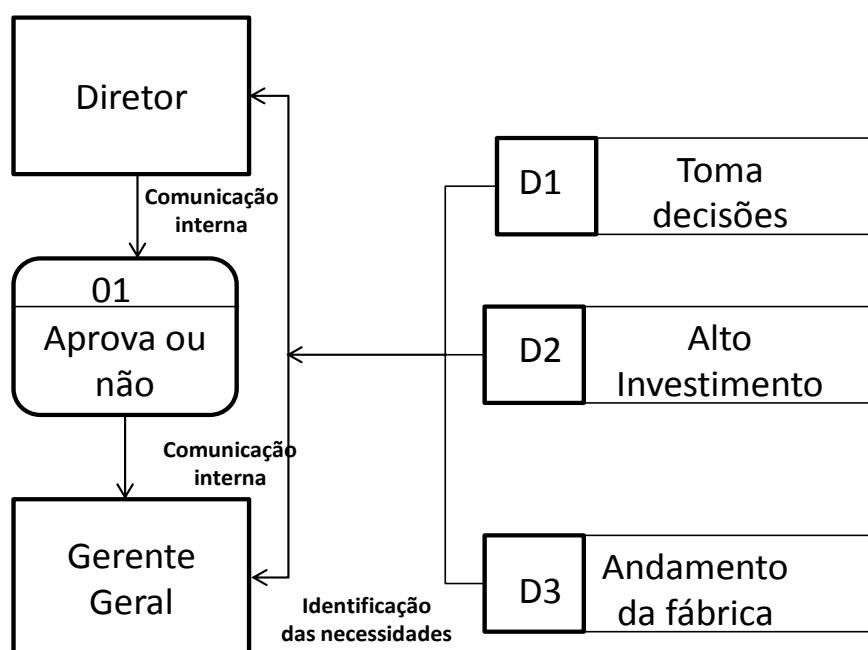 Diretor
Comunicação
interna
01
Aprova ou
não
Comunicação
interna
Gerente
Geral
Identificação
das necessidades
D1
Toma
decisões
D2
Alto
Investimento
D3
Andamento
da fábrica